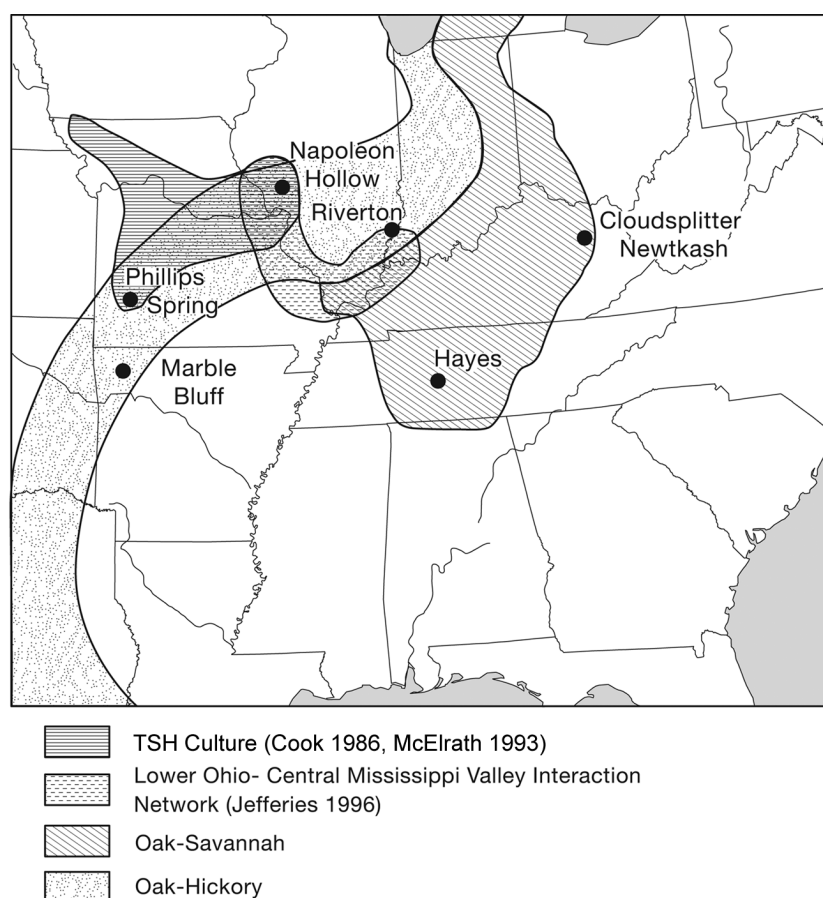 Napoleon
Hollow
Riverton
Cloudsplitter
Newtkash
Phillips
Spring
Marble
Bluff
Hayes
TSH Culture (Cook 1986, McElrath 1993)
Lower Ohio- Central Mississippi Valley Interaction
Network (Jefferies 1996)
Oak-Savannah
Oak-Hickory